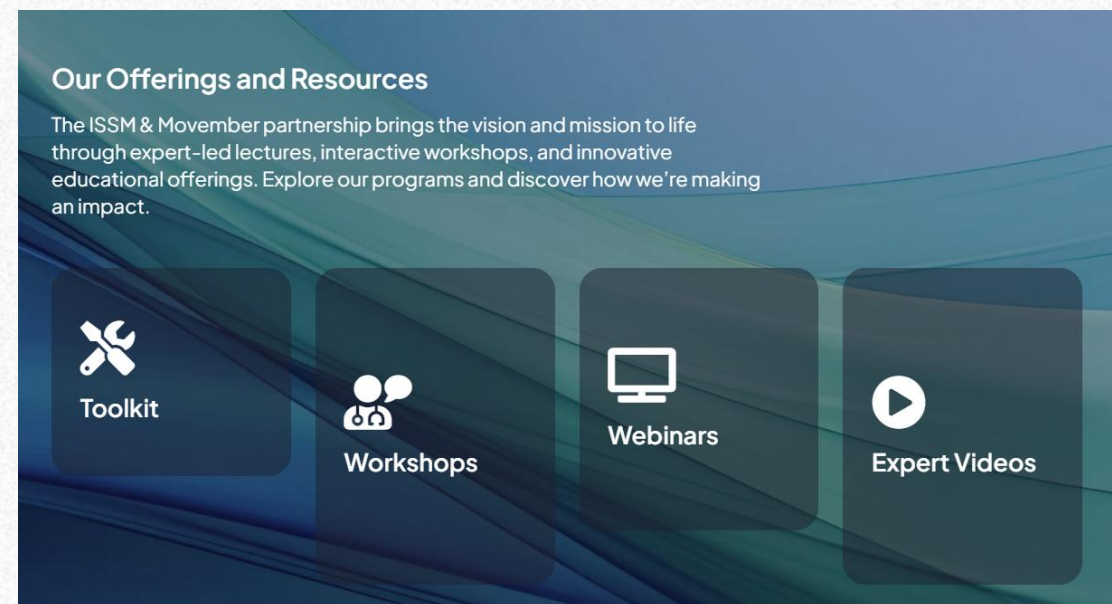 Our Offerings and Resources
The ISSM & Movember partnership brings the vision and mission to life
through expert-led lectures, interactive workshops, and innovative
educational offerings. Explore our programs and discover how we're making
an impact.
Toolkit
Workshops
Webinars
Expert Videos